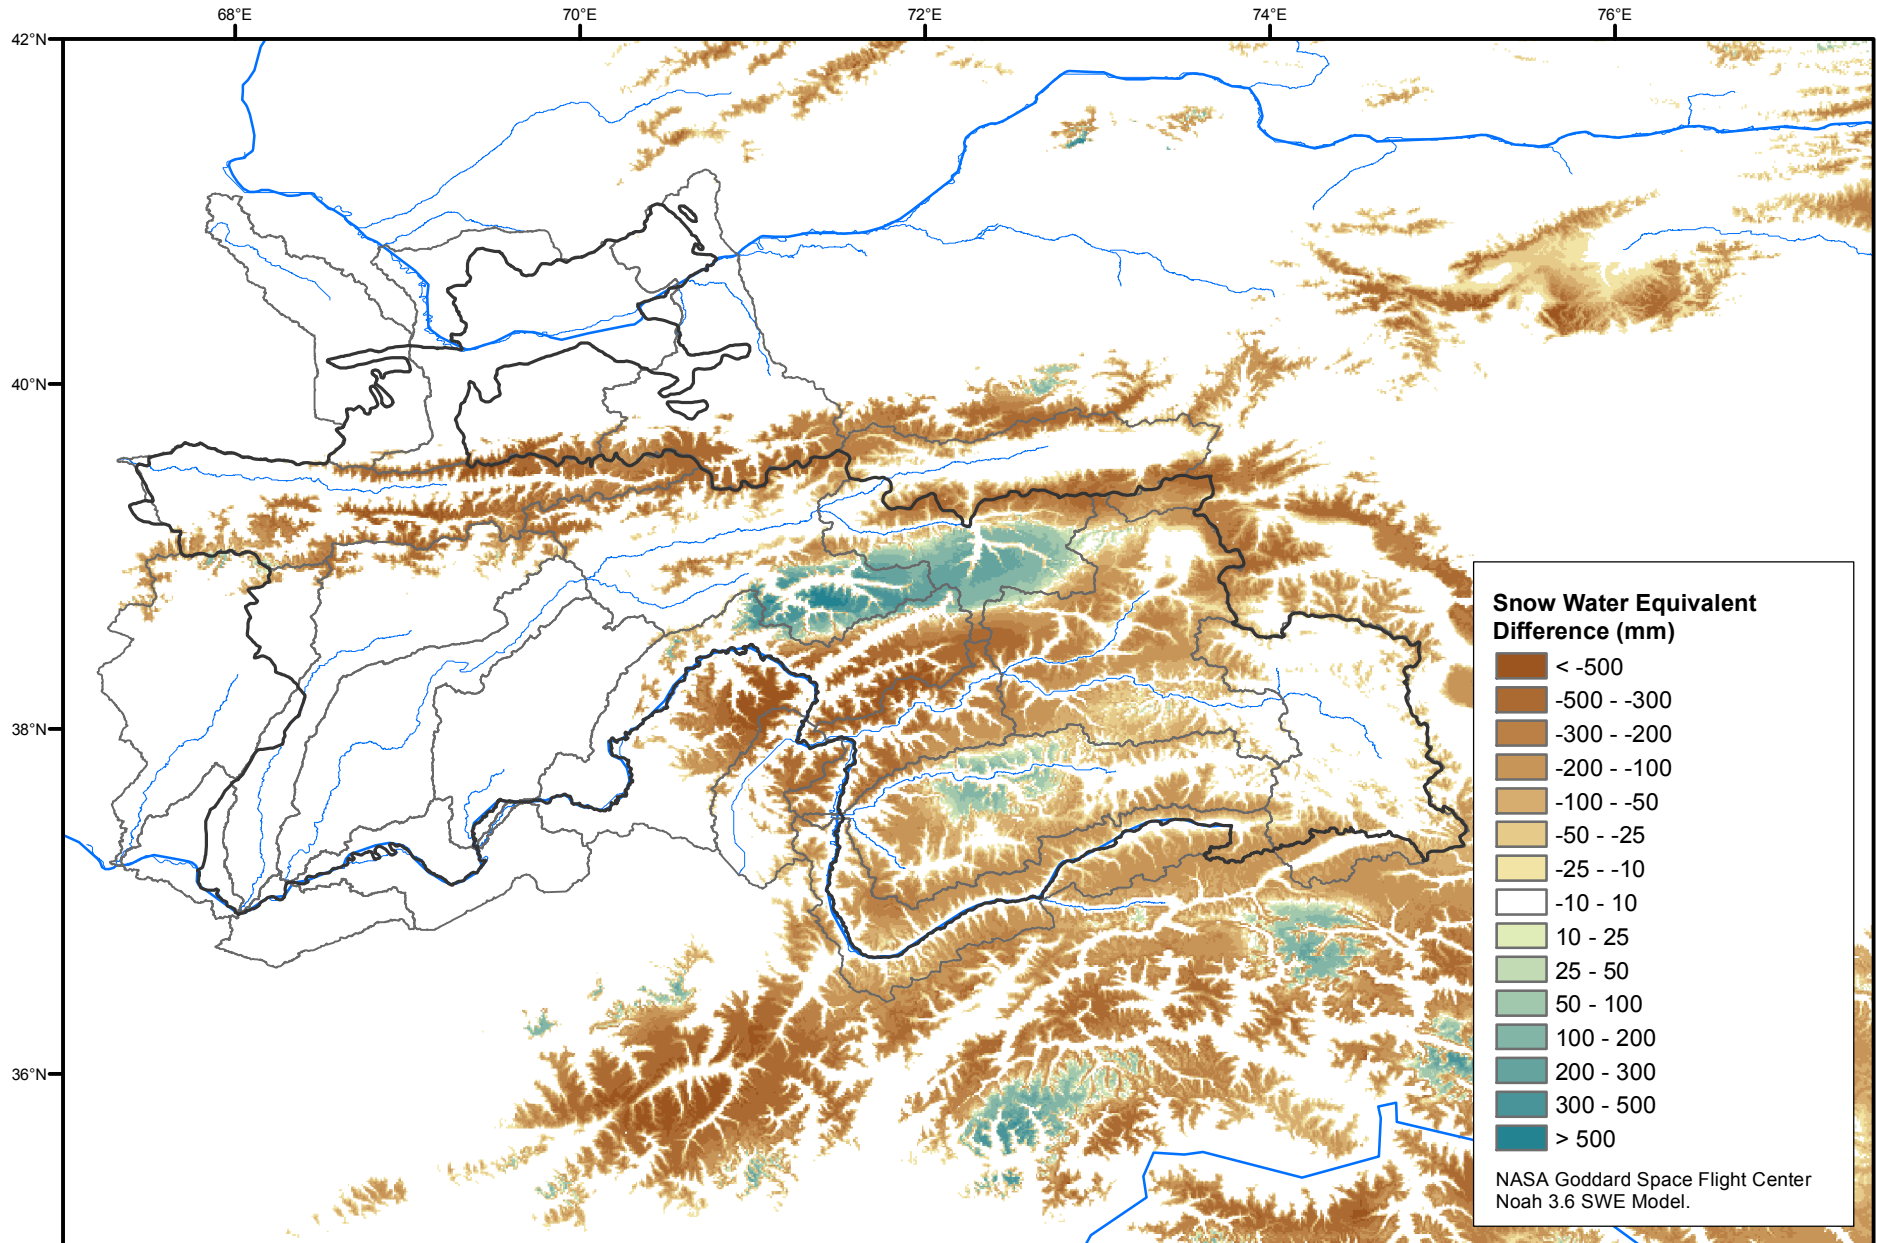 68°E 70°E 72°E 74°E 76°E
42°N
40°N
38°N
36°N
Snow Water Equivalent
Difference (mm)
< -500
-500 - -300
-300 - -200
-200 - -100
-100 - -50
-50 - -25
-25 - -10
-10 - 10
10 - 25
25 - 50
50 - 100
100 - 200
200 - 300
300 - 500
> 500
NASA Goddard Space Flight Center
Noah 3.6 SWE Model.